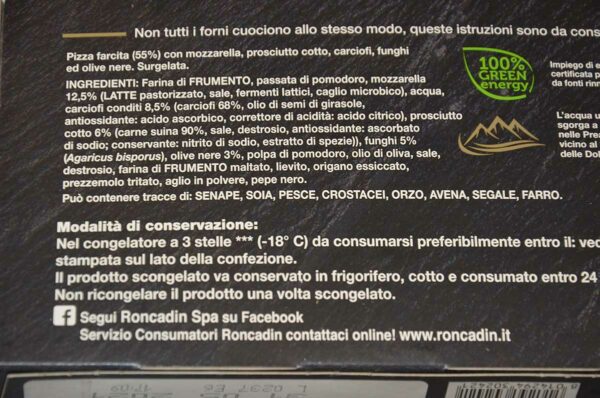 Non tutti i forni cuociono allo stesso modo, queste istruzioni sono da cons
Pizza farcita (55%) con mozzarella, prosciutto cotto, carciofi, funghi
ed olive nere. Surgelata.
INGREDIENTI: Farina di FRUMENTO, passata di pomodoro, mozzarella
12,5% (LATTE pastorizzato, sale, fermenti lattici, caglio microbico), acqua,
carciofi conditi 8,5% (carciofi 68%, olio di semi di girasole,
antiossidante: acido ascorbico, correttore di acidità: acido citrico), prosciutto
cotto 6% (carne suina 90%, sale, destrosio, antiossidante: ascorbato
di sodio; conservante: nitrito di sodio, estratto di spezie)), funghi 5%
(Agaricus bisporus), olive nere 3%, polpa di pomodoro, olio di oliva, sale,
destrosio, farina di FRUMENTO maltato, lievito, origano essiccato,
prezzemolo tritato, aglio in polvere, pepe nero.
Può contenere tracce di: SENAPE, SOIA, PESCE, CROSTACEI, ORZO, AVENA, SEGALE, FARRO.
100%
GREEN
energy
Impiego di e
certificata p
da fonti rinn
L'acqua u
sgorga a
nelle Prea
vicino al
delle Dol
Modalità di conservazione:
Nel congelatore a 3 stelle *** (-18° C) da consumarsi preferibilmente entro il: ved
stampata sul lato della confezione.
Il prodotto scongelato va conservato in frigorifero, cotto e consumato entro 24
Non ricongelare il prodotto una volta scongelato.
f Segui Roncadin Spa su Facebook
Servizio Consumatori Roncadin contattaci online! www.roncadin.it
L 0237 E6
8 014294 302421